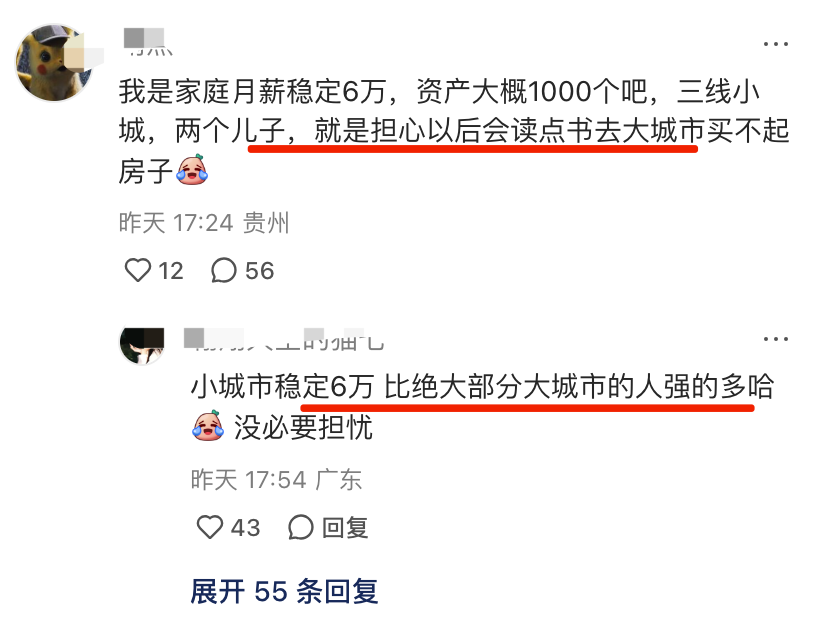 我是家庭月薪稳定6万，资产大概1000个吧，三线小
城，两个儿子，就是担心以后会读点书去大城市买不起
房子
昨天 17:24 贵州
12 56
小城市稳定6万 比绝大部分大城市的人强的多哈
没必要担忧
昨天 17:54 广东
43 回复
展开 55 条回复